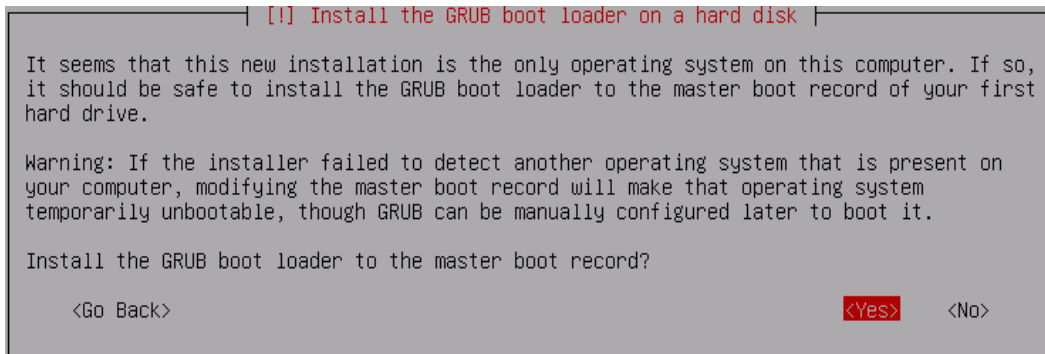 [!] Install the GRUB boot loader on a hard disk
It seems that this new installation is the only operating system on this computer. If so,
it should be safe to install the GRUB boot loader to the master boot record of your first
hard drive.
Warning: If the installer failed to detect another operating system that is present on
your computer, modifying the master boot record will make that operating system
temporarily unbootable, though GRUB can be manually configured later to boot it.
Install the GRUB boot loader to the master boot record?
<Go Back> <Yes> <No>